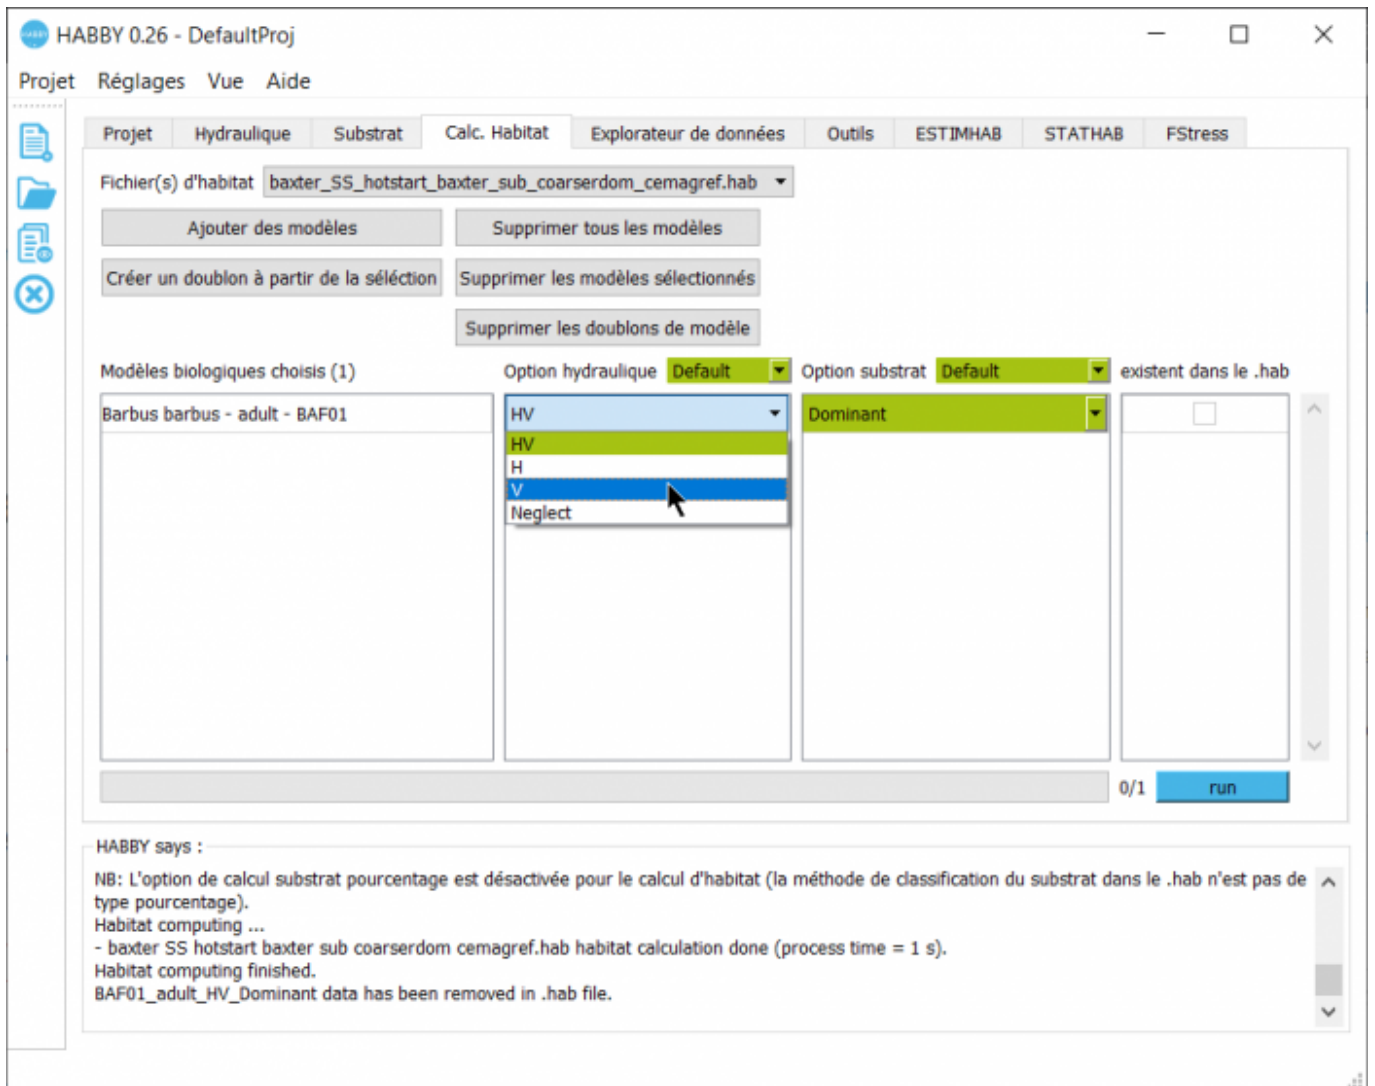 HABBY 0.26 - DefaultProj
Projet Réglages Vue Aide
Projet Hydraulique Substrat Calc. Habitat Explorateur de données Outils ESTIMHAB STATHAB FStress
Fichier(s) d'habitat baxter_SS_hotstart_baxter_sub_coarserdom_cemagref.hab
Ajouter des modèles Supprimer tous les modèles
Créer un doublon à partir de la séléction Supprimer les modèles sélectionnés
Supprimer les doublons de modèle
Modèles biologiques choisis (1) Option hydraulique Default Option substrat Default existent dans le .hab
Barbus barbus - adult - BAF01 HV Dominant
HV
H
V
Neglect
0/1 run
HABBY says :
NB: L'option de calcul substrat pourcentage est désactivée pour le calcul d'habitat (la méthode de classification du substrat dans le .hab n'est pas de
type pourcentage).
Habitat computing ...
- baxter SS hotstart baxter sub coarserdom cemagref.hab habitat calculation done (process time = 1 s).
Habitat computing finished.
BAF01_adult_HV_Dominant data has been removed in .hab file.